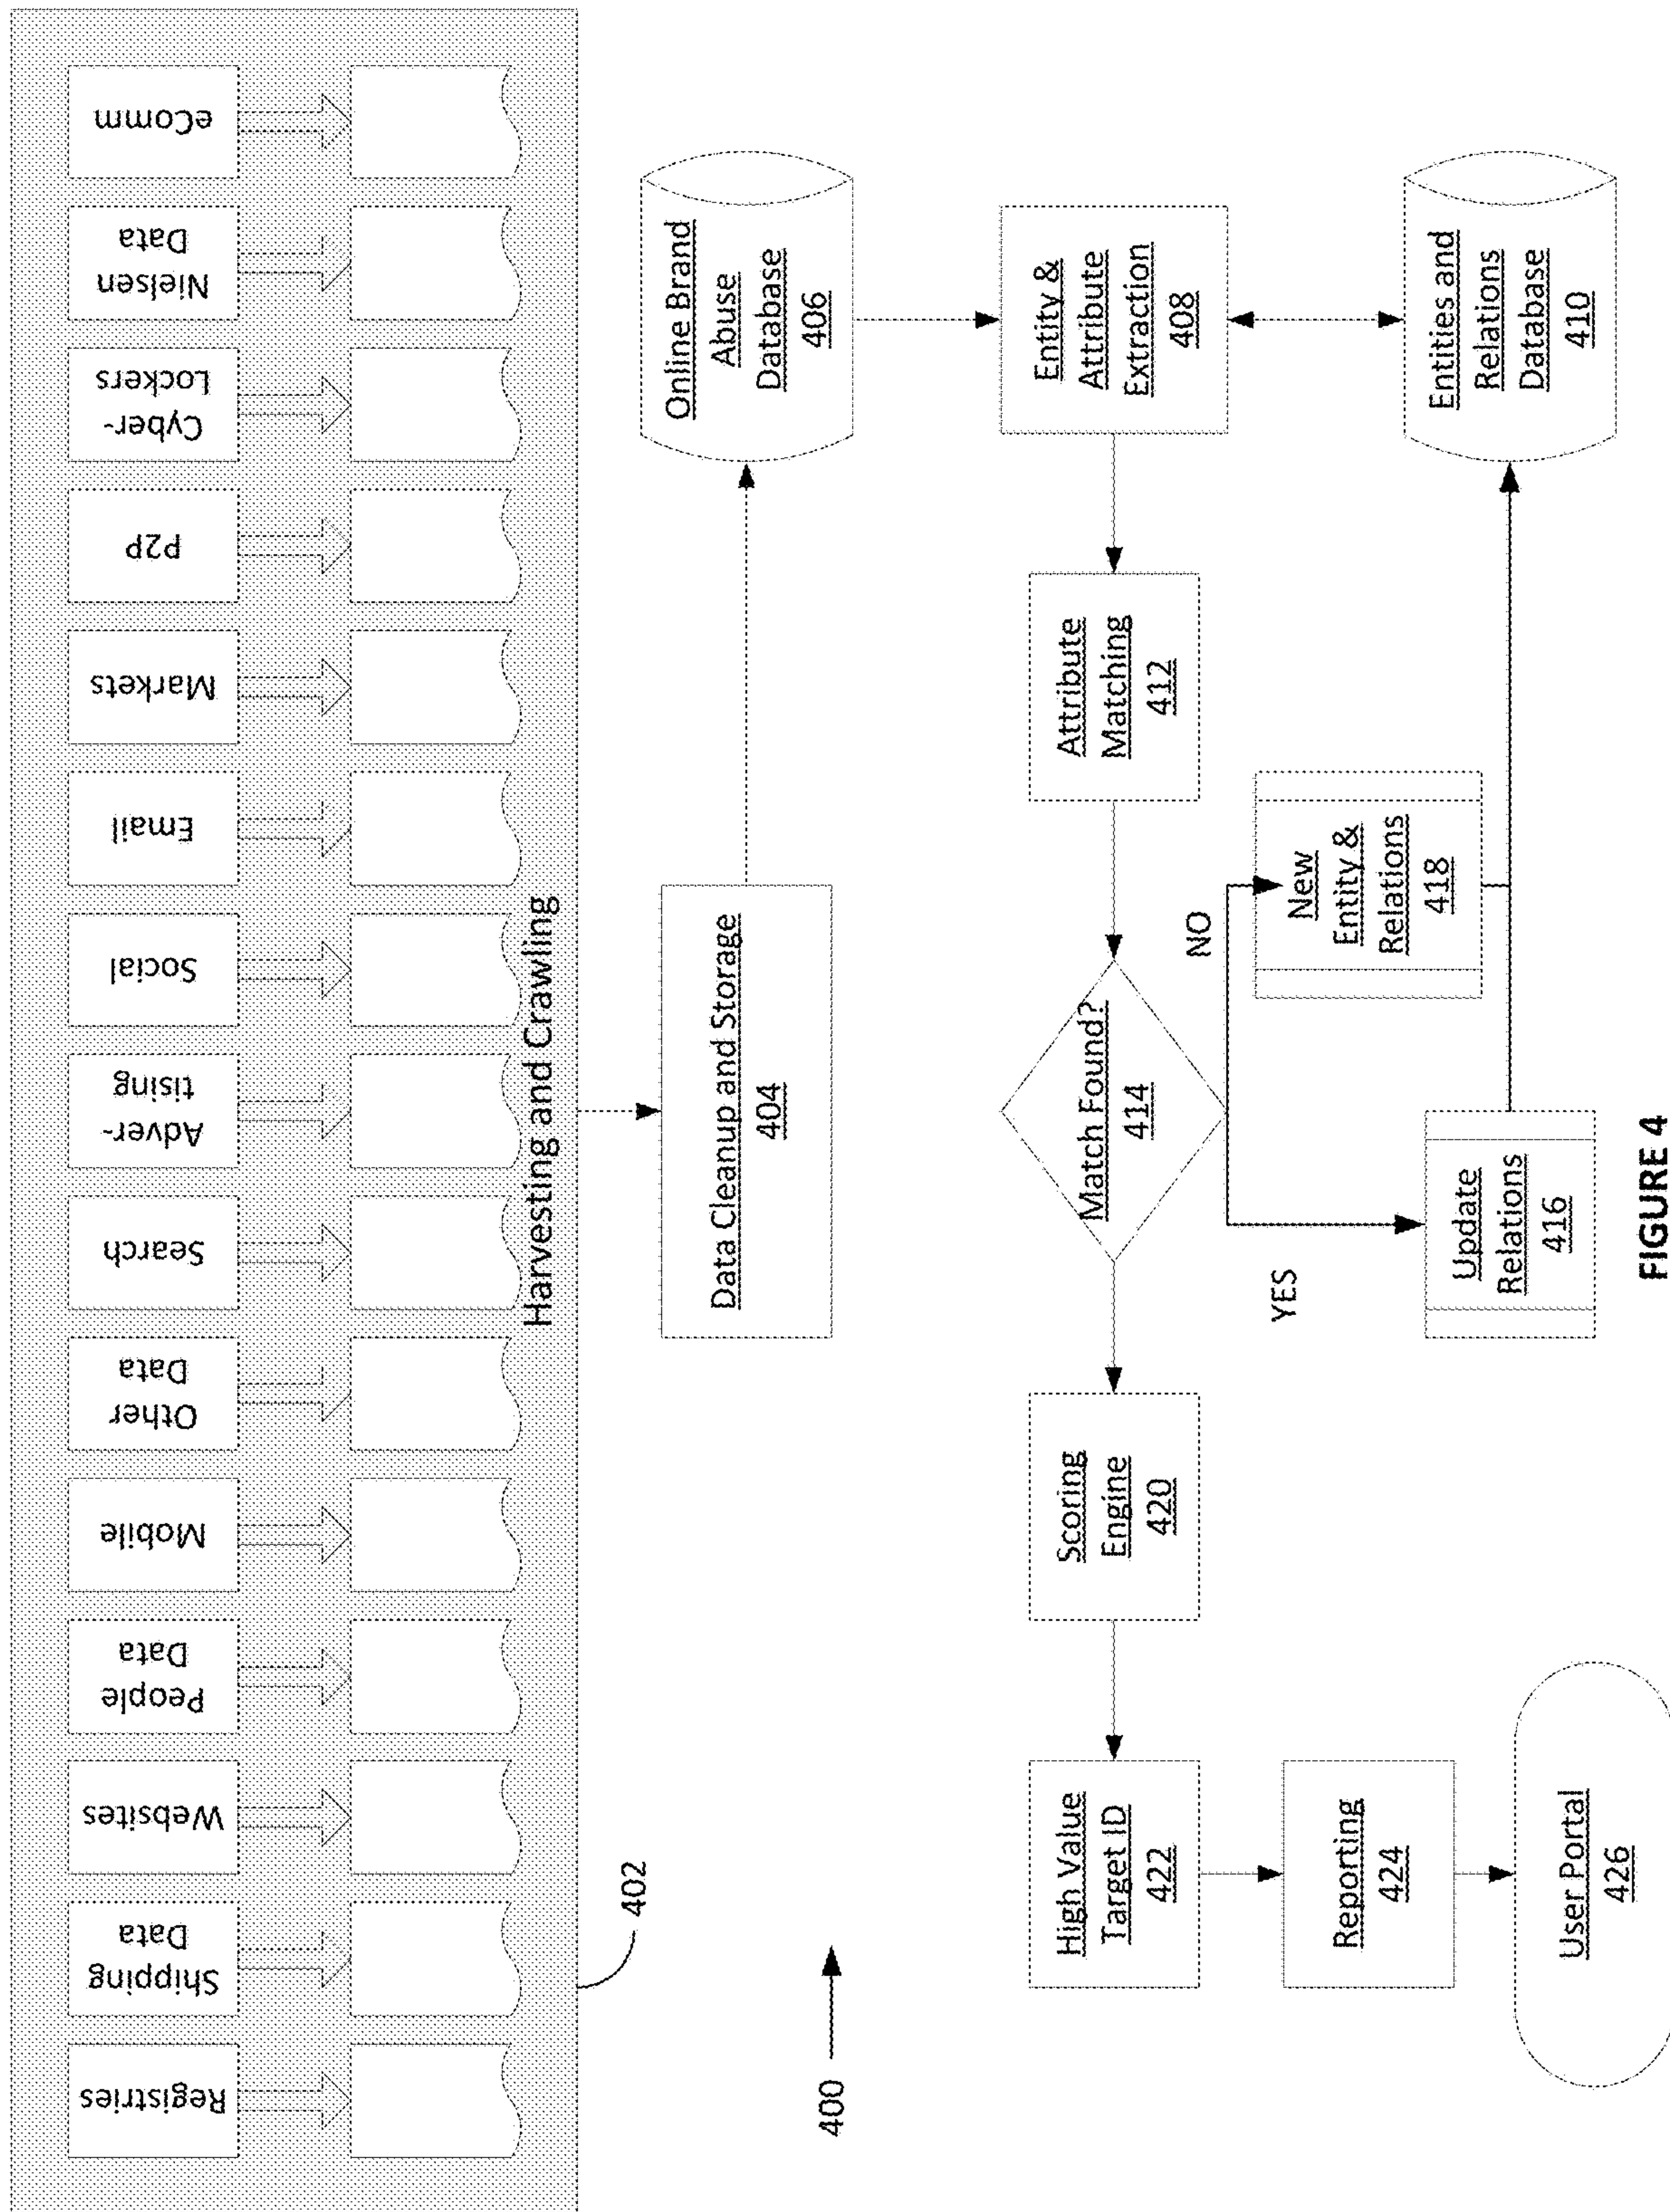 Registries
Shipping
Data
Websites
People
Data
Mobile
Other
Data
Search
Adver-
tising
Social
Email
Markets
P2P
Cyber-
Lockers
Nielsen
Data
eComm
Harvesting and Crawling
402
400
Data Cleanup and Storage
404
Online Brand
Abuse
Database
406
High Value
Target ID
422
Scoring
Engine
420
Match Found?
414
Attribute
Matching
412
Entity &
Attribute
Extraction
408
Reporting
424
YES
NO
New
Entity &
Relations
418
User Portal
426
Update
Relations
416
Entities and
Relations
Database
410
FIGURE 4